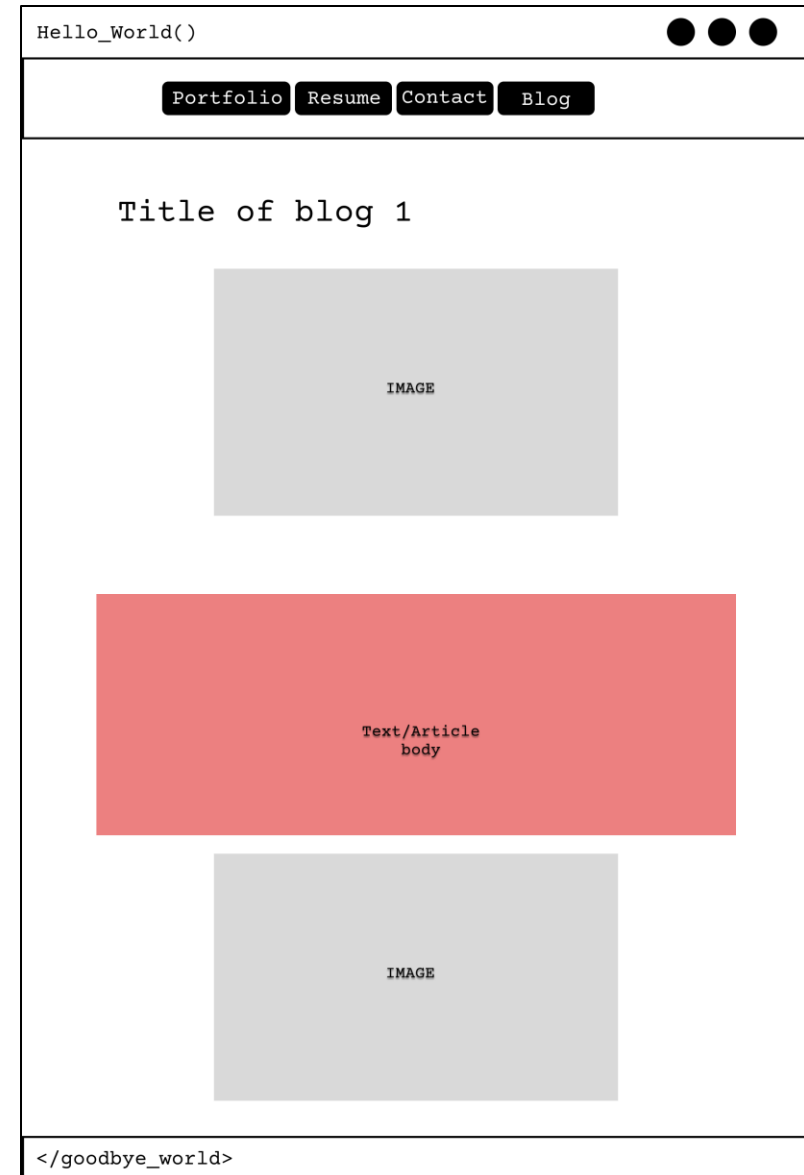 Hello_World()
Portfolio Resume Contact Blog
Title of blog 1
IMAGE
Text/Article
body
IMAGE
</goodbye_world>